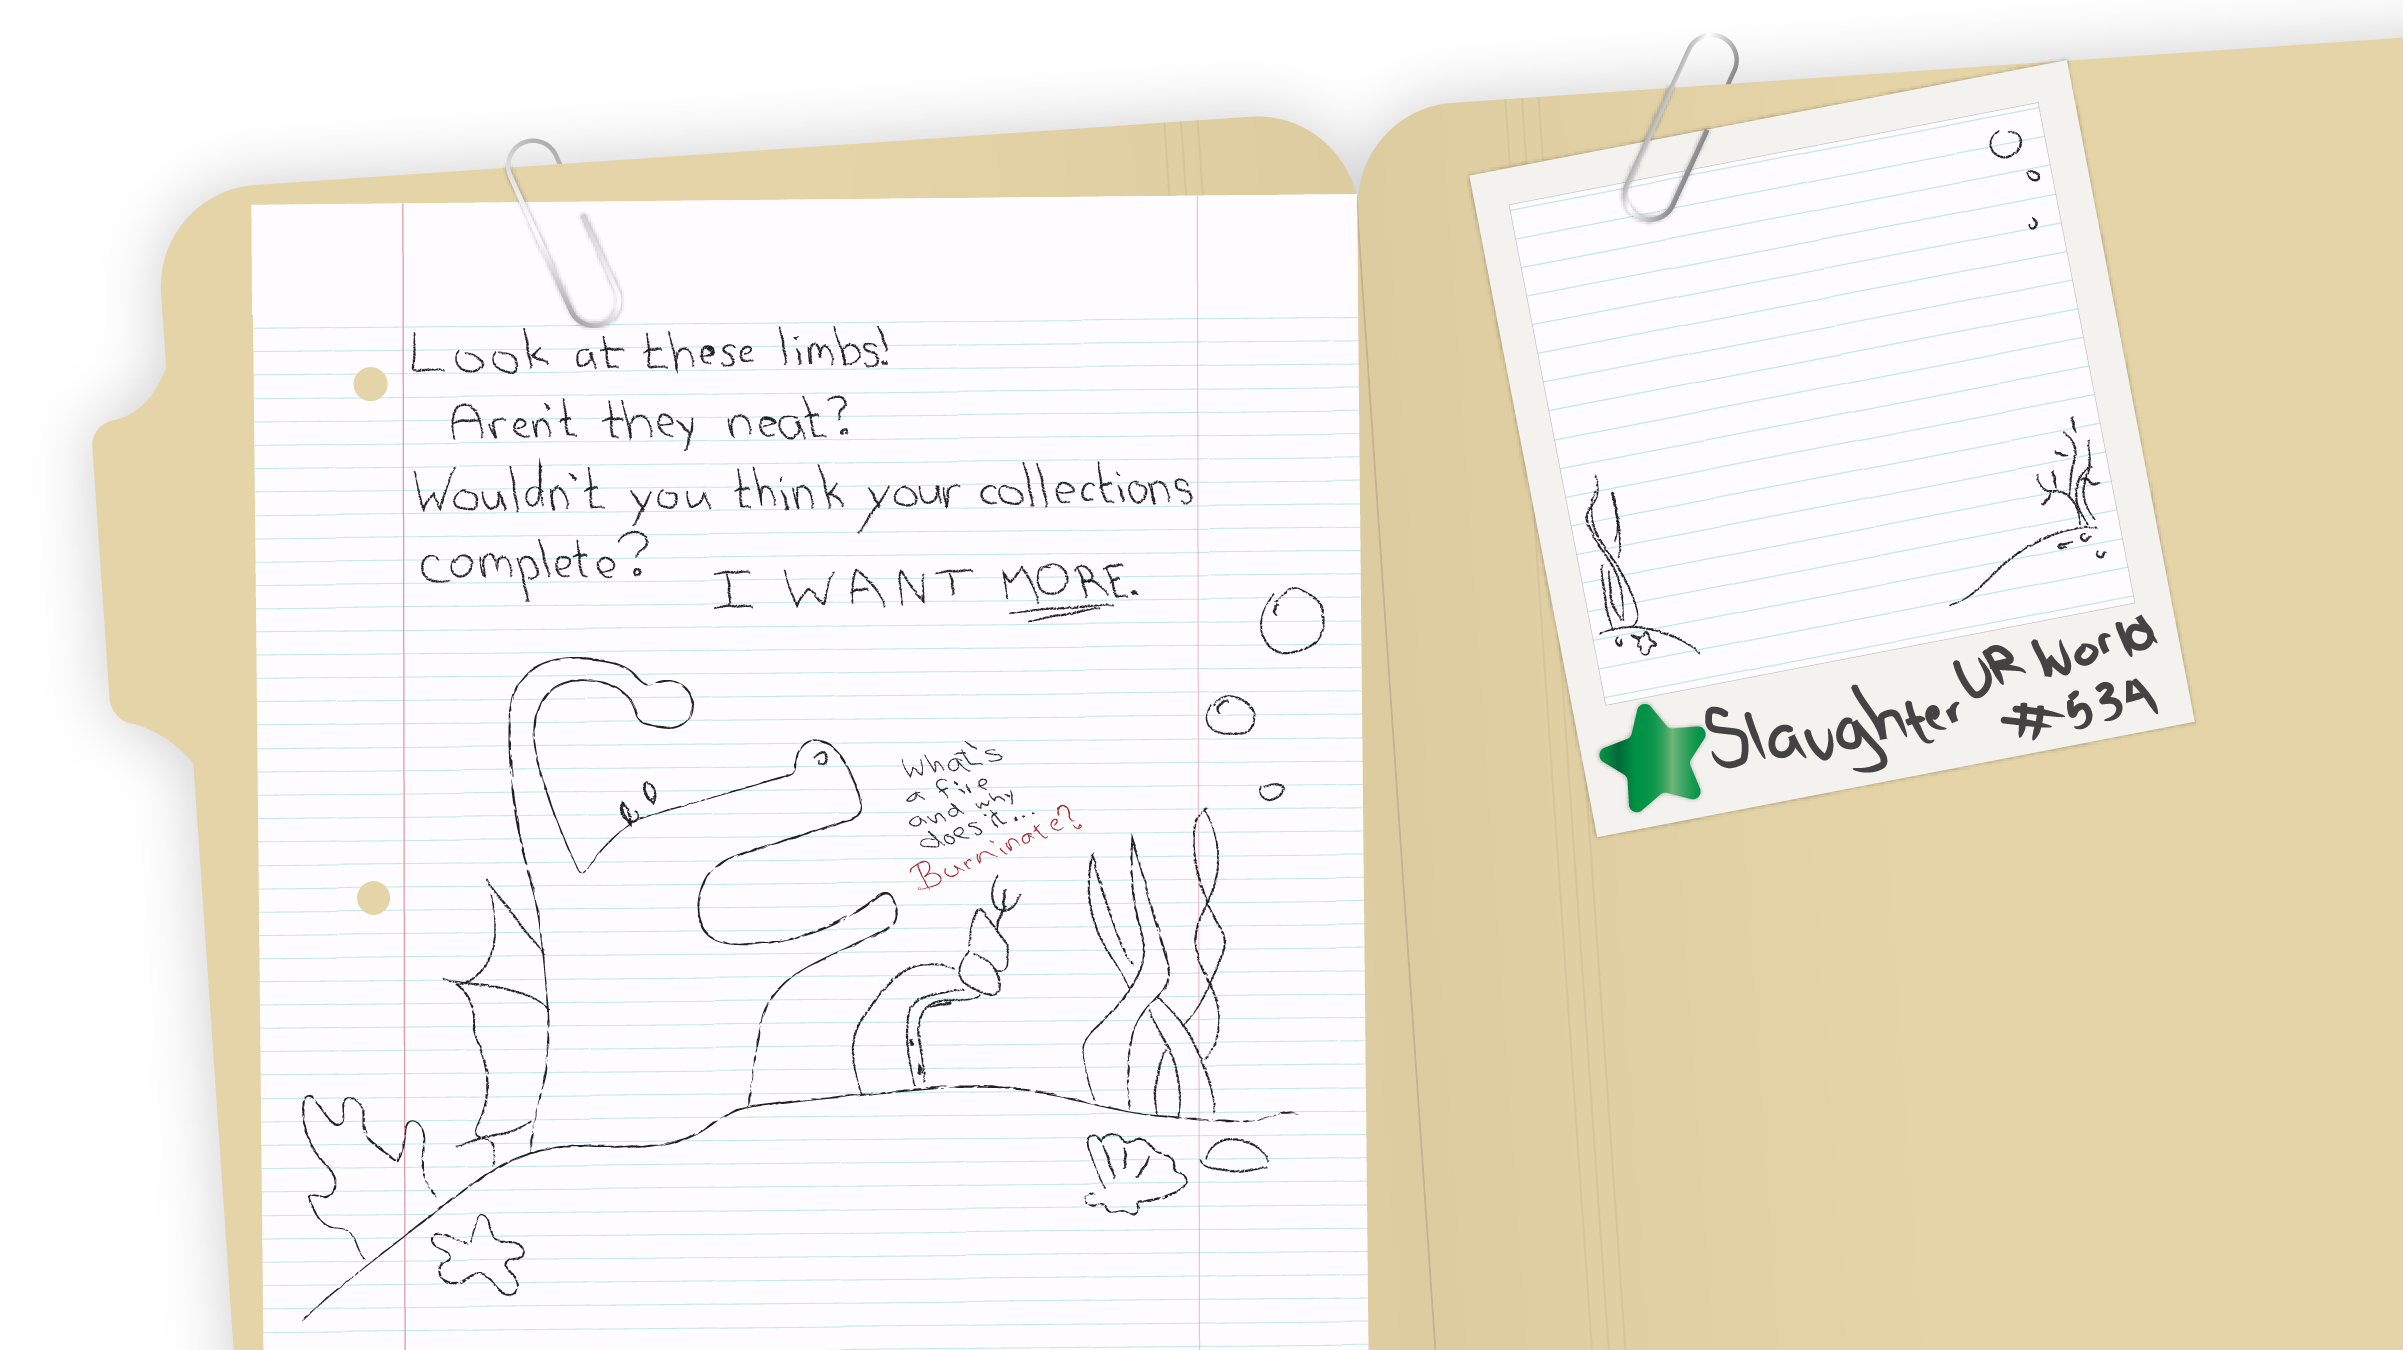 Look at these limbs!
Aren't they neat?
Wouldn't you think your collections
complete?
I WANT MORE.
What's
a fire
and why
does it...
Burninate?
Slaughter UR World
#534